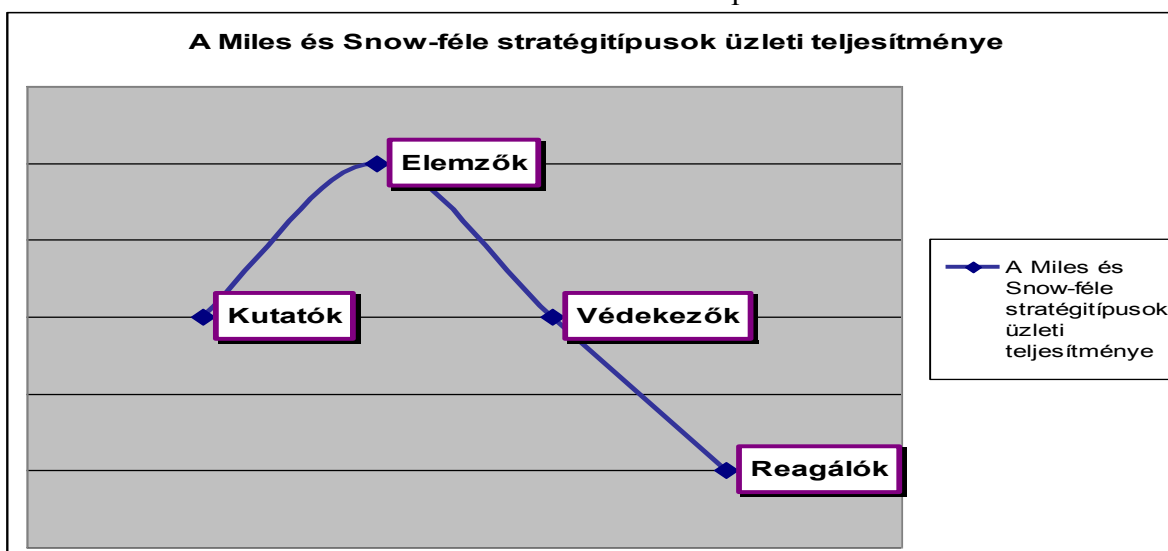 A Miles és Snow-féle stratégitípusok üzleti teljesítménye
Elemzők
Kutatók
Védekezők
Reagálók
A Miles és
Snow-féle
stratégitípusok
üzleti
teljesítménye